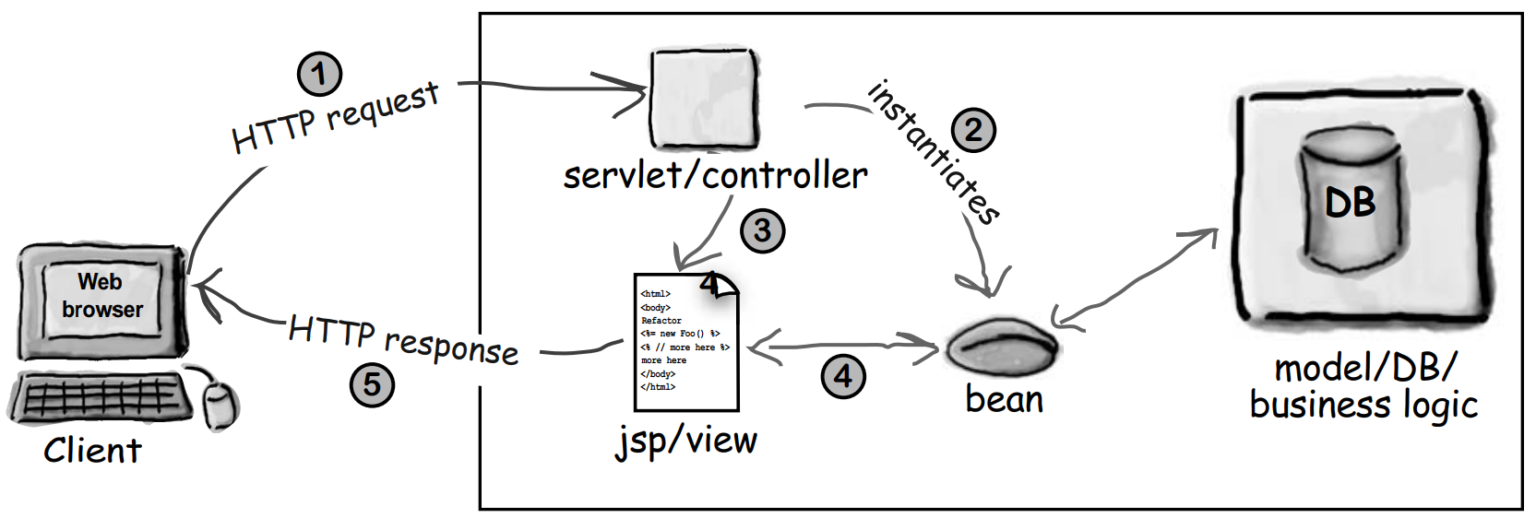 1
HTTP request
servlet/controller
instantiates
2
DB
3
Web
browser
4
<html>
<body>
Refactor
<%= new Foo() %>
<% // more here %>
more here
</body>
</html>
HTTP response
5
4
bean
model/DB/
business logic
Client
jsp/view